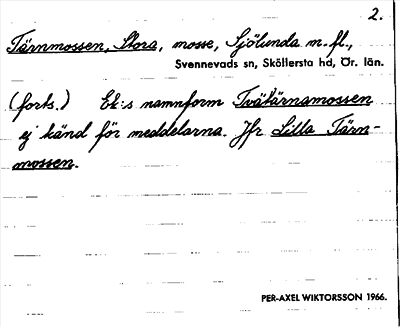 2.
Tärnmossen, Stora, mosse, Sjölunda m.fl.,
Svennevads sn, Sköllersta hd, Ör. län.
(forts.) Ek:s namnform Tvätärnamossen
ej känd för meddelarna. Jfr Lilla Tärn-
mossen.
PER-AXEL WIKTORSSON 1966.